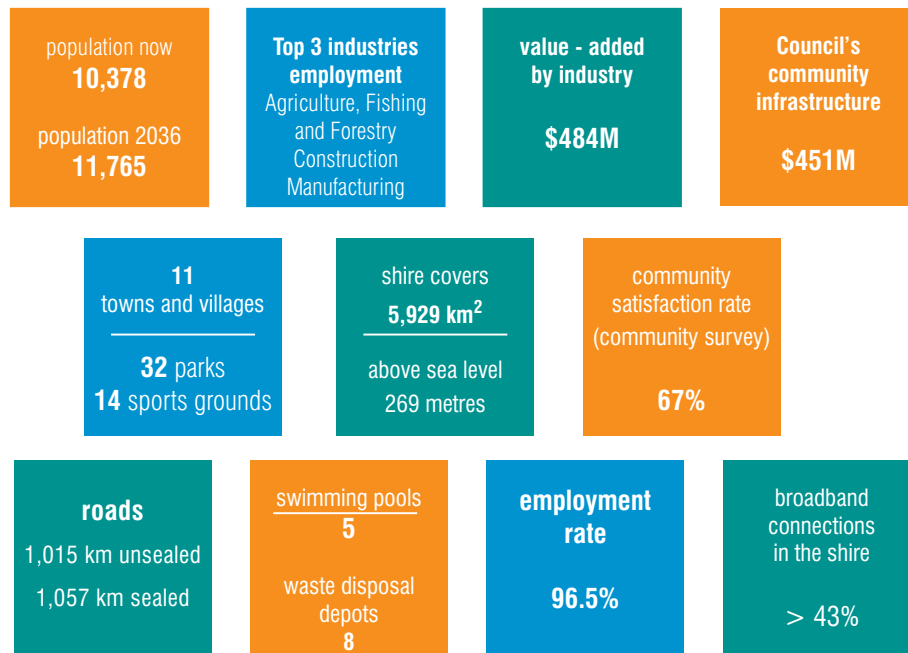 population now
10,378
population 2036
11,765
Top 3 industries
employment
Agriculture, Fishing
and Forestry
Construction
Manufacturing
value - added
by industry
$484M
Council's
community
infrastructure
$451M
11
towns and villages
32 parks
14 sports grounds
shire covers
5,929 km²
above sea level
269 metres
community
satisfaction rate
(community survey)
67%
roads
1,015 km unsealed
1,057 km sealed
swimming pools
5
waste disposal
depots
8
employment
rate
96.5%
broadband
connections
in the shire
> 43%